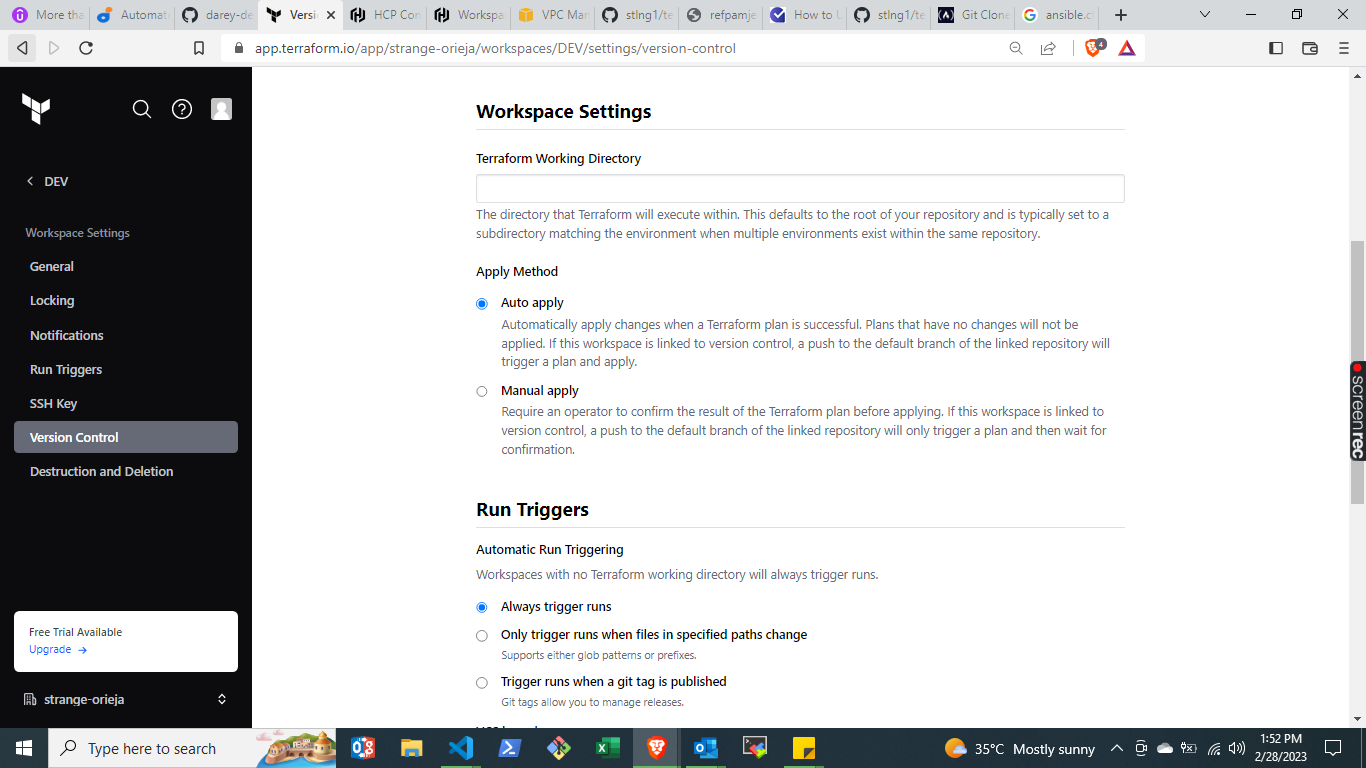 More tha
Automat
darey-de
Versi
HCP Con
Workspa
VPC Man
stlng1/te
refpamje
How to U
stlng1/te
Git Clone
ansible.c
app.terraform.io/app/strange-orieja/workspaces/DEV/settings/version-control
4
DEV
Workspace Settings
General
Locking
Notifications
Run Triggers
SSH Key
Version Control
Destruction and Deletion
Free Trial Available
Upgrade →
strange-orieja
Workspace Settings
Terraform Working Directory
The directory that Terraform will execute within. This defaults to the root of your repository and is typically set to a
subdirectory matching the environment when multiple environments exist within the same repository.
Apply Method
Auto apply
Automatically apply changes when a Terraform plan is successful. Plans that have no changes will not be
applied. If this workspace is linked to version control, a push to the default branch of the linked repository will
trigger a plan and apply.
Manual apply
Require an operator to confirm the result of the Terraform plan before applying. If this workspace is linked to
version control, a push to the default branch of the linked repository will only trigger a plan and then wait for
confirmation.
Run Triggers
Automatic Run Triggering
Workspaces with no Terraform working directory will always trigger runs.
Always trigger runs
Only trigger runs when files in specified paths change
Supports either glob patterns or prefixes.
Trigger runs when a git tag is published
Git tags allow you to manage releases.
screenrec
Type here to search
35°C Mostly sunny
1:52 PM
2/28/2023